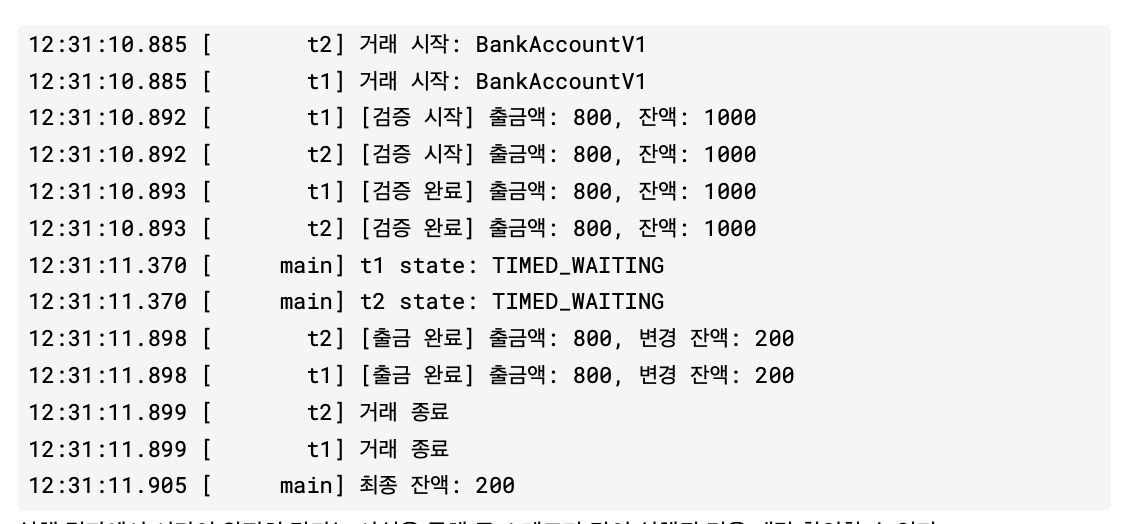 12:31:10.885 [       t2] 거래 시작: BankAccountV1
12:31:10.885 [       t1] 거래 시작: BankAccountV1
12:31:10.892 [       t1] [검증 시작] 출금액: 800, 잔액: 1000
12:31:10.892 [       t2] [검증 시작] 출금액: 800, 잔액: 1000
12:31:10.893 [       t1] [검증 완료] 출금액: 800, 잔액: 1000
12:31:10.893 [       t2] [검증 완료] 출금액: 800, 잔액: 1000
12:31:11.370 [     main] t1 state: TIMED_WAITING
12:31:11.370 [     main] t2 state: TIMED_WAITING
12:31:11.898 [       t2] [출금 완료] 출금액: 800, 변경 잔액: 200
12:31:11.898 [       t1] [출금 완료] 출금액: 800, 변경 잔액: 200
12:31:11.899 [       t2] 거래 종료
12:31:11.899 [       t1] 거래 종료
12:31:11.905 [     main] 최종 잔액: 200